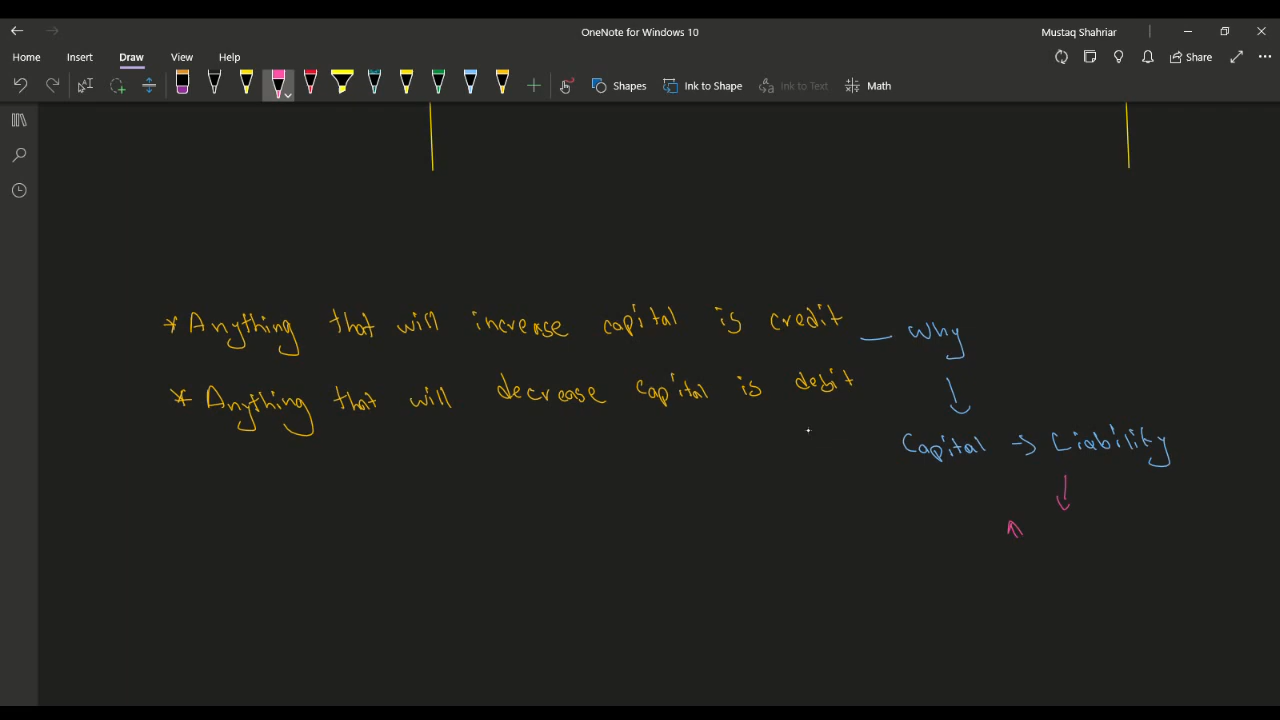 OneNote for Windows 10
Mustaq Shahriar
Home Insert Draw View Help
Share
Shapes Ink to Shape Ink to Text Math
* Anything that will increase capital is credit — Why
* Anything that will decrease capital is debit
Capital → Liability
↓
↑